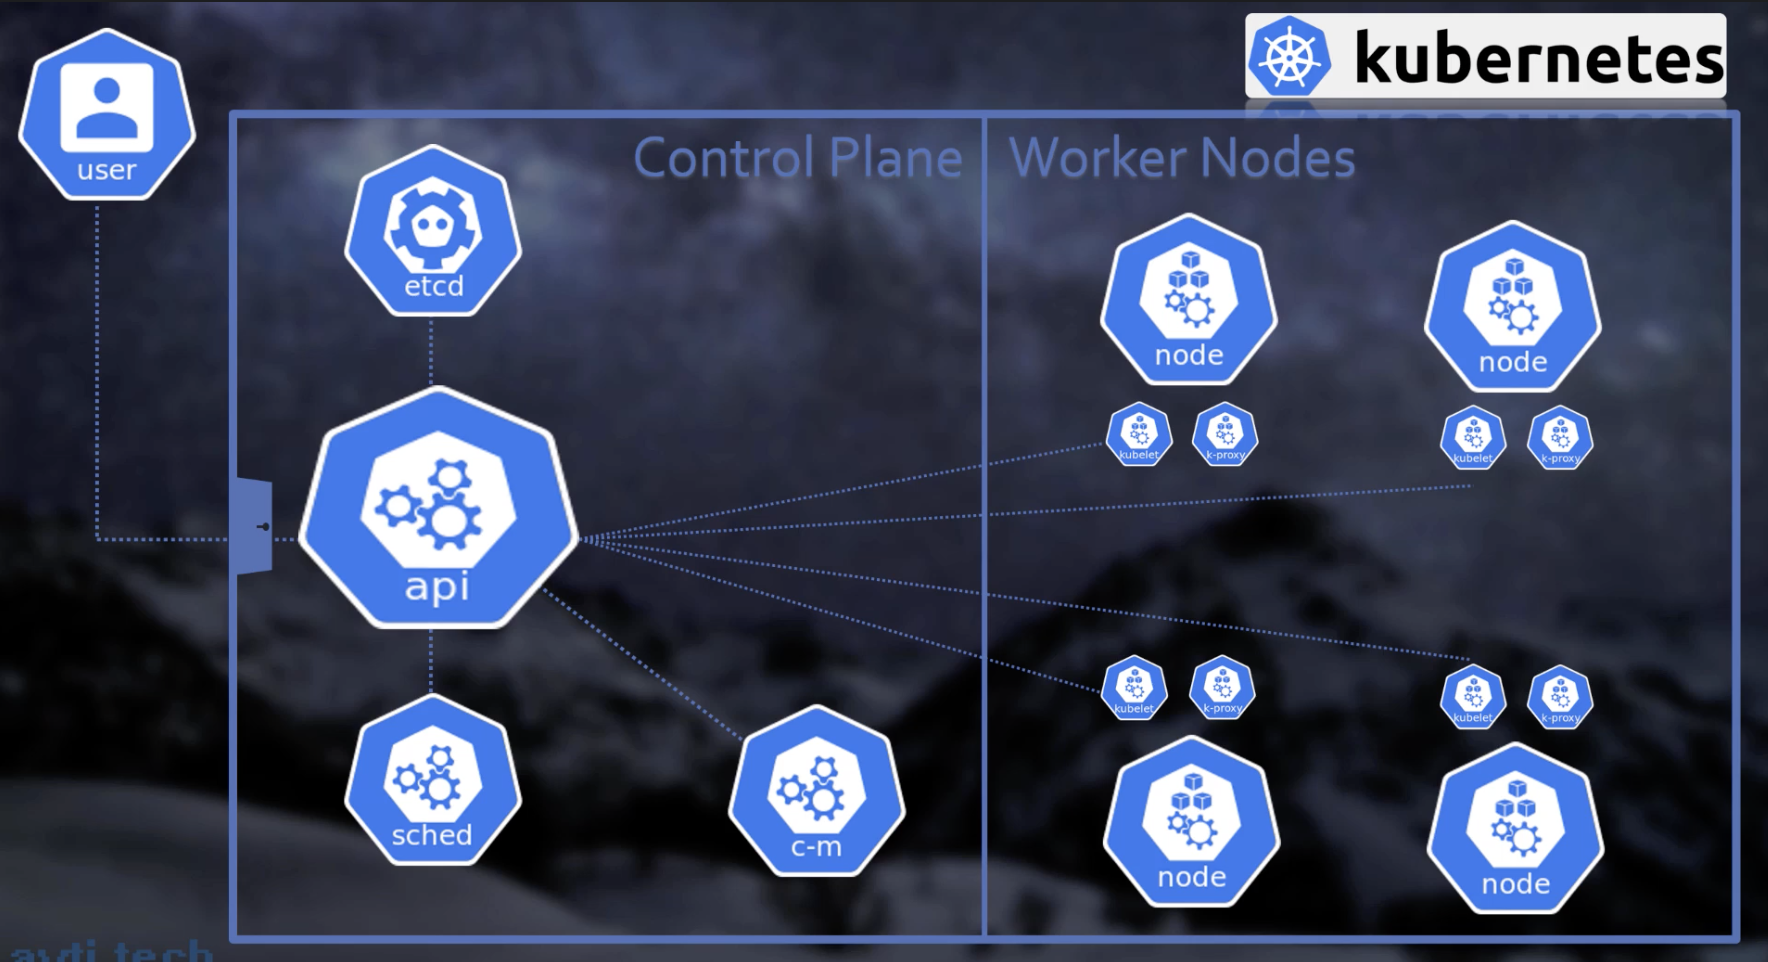 kubernetes
user
Control Plane
Worker Nodes
etcd
node
node
kubelet
k-proxy
kubelet
k-proxy
api
kubelet
k-proxy
kubelet
k-proxy
sched
c-m
node
node